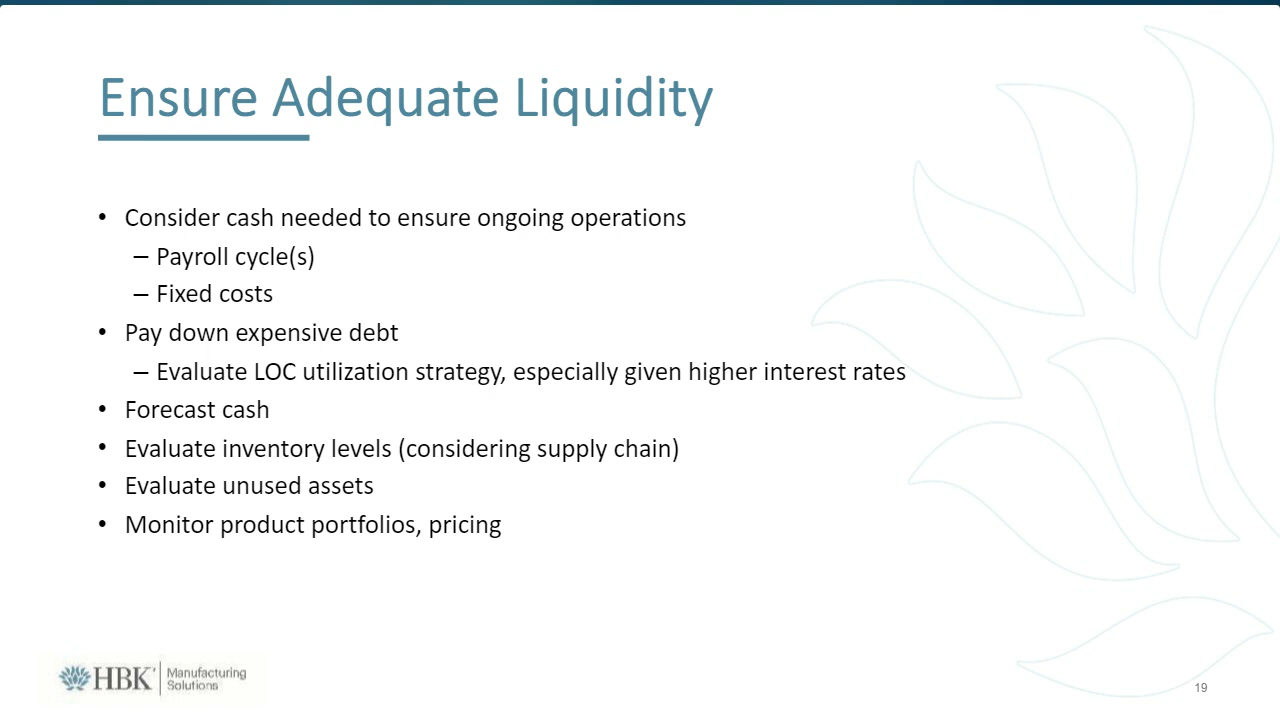 Ensure Adequate Liquidity
• Consider cash needed to ensure ongoing operations
– Payroll cycle(s)
– Fixed costs
• Pay down expensive debt
– Evaluate LOC utilization strategy, especially given higher interest rates
• Forecast cash
• Evaluate inventory levels (considering supply chain)
• Evaluate unused assets
• Monitor product portfolios, pricing
HBK
Manufacturing
Solutions
19